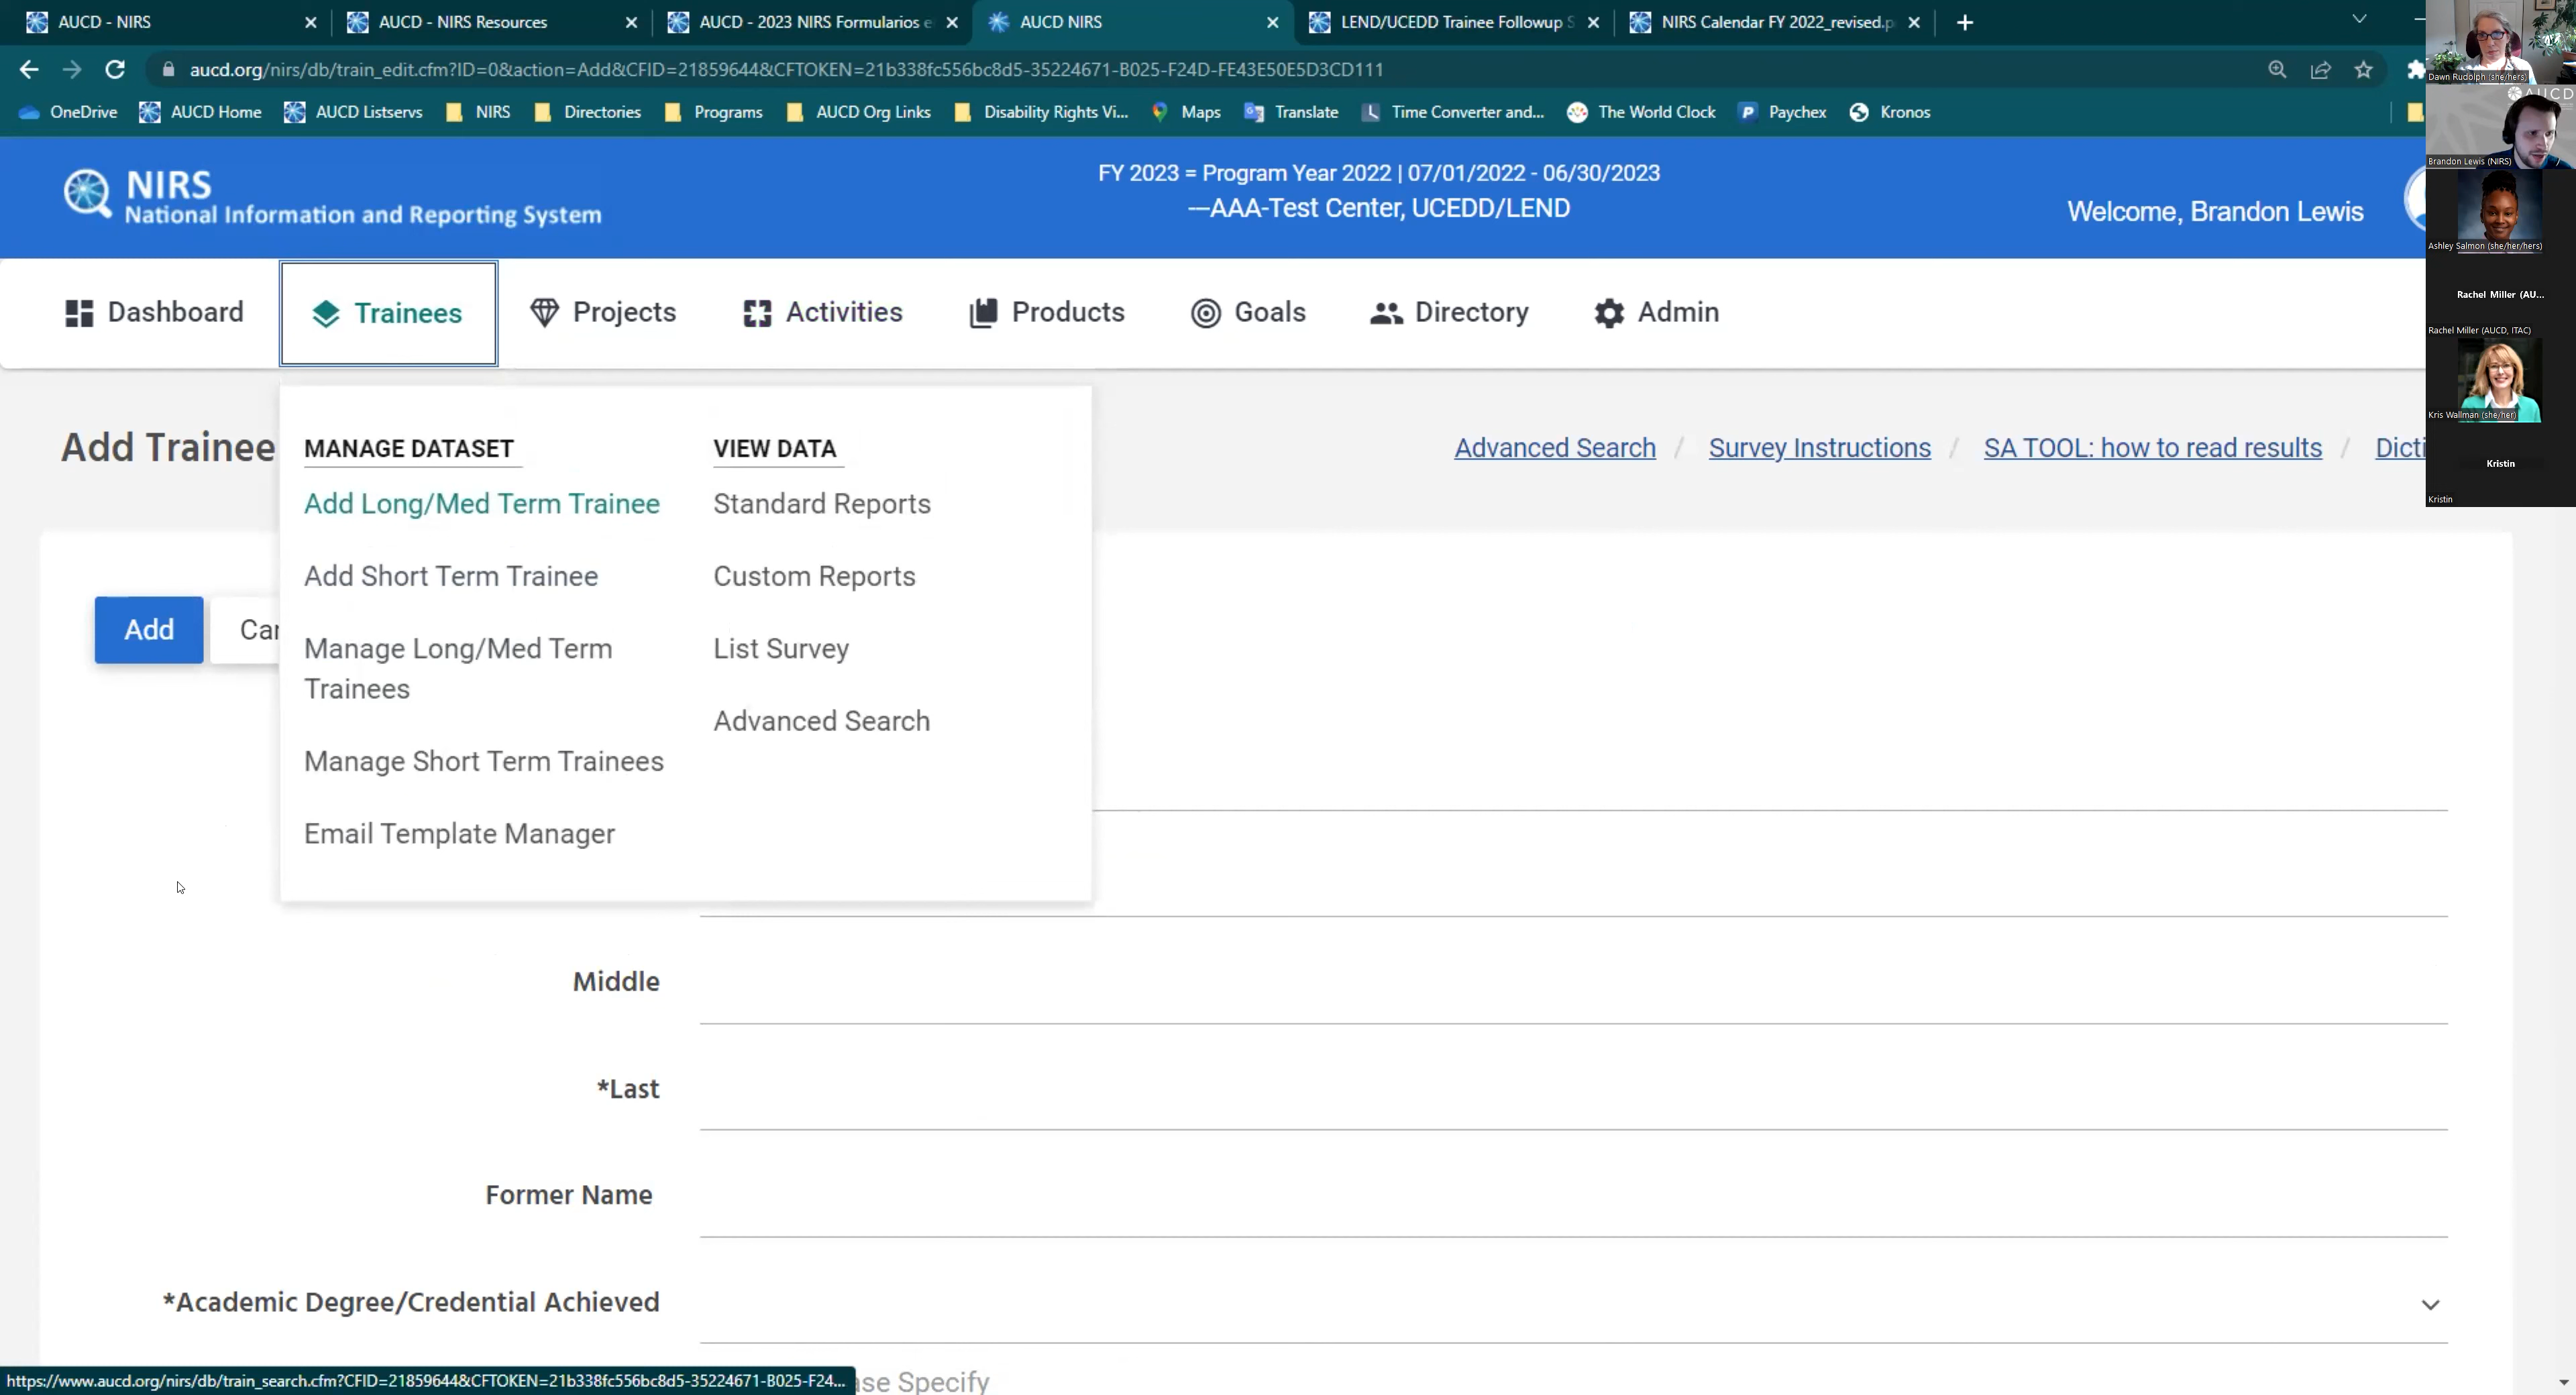 AUCD - NIRS
AUCD - NIRS Resources
AUCD - 2023 NIRS Formularios e
AUCD NIRS
LEND/UCEDD Trainee Followup S
NIRS Calendar FY 2022_revised.p
aucd.org/nirs/db/train_edit.cfm?ID=0&action=Add&CFID=21859644&CFTOKEN=21b338fc556bc8d5-35224671-B025-F24D-FE43E50E5D3CD111
OneDrive AUCD Home AUCD Listservs NIRS Directories Programs AUCD Org Links Disability Rights Vi... Maps Translate Time Converter and... The World Clock Paychex Kronos
NIRS
National Information and Reporting System
FY 2023 = Program Year 2022 | 07/01/2022 - 06/30/2023
---AAA-Test Center, UCEDD/LEND
Welcome, Brandon Lewis
Dashboard Trainees Projects Activities Products Goals Directory Admin
Add Trainee
Advanced Search / Survey Instructions / SA TOOL: how to read results / Dicti
MANAGE DATASET
Add Long/Med Term Trainee
Add Short Term Trainee
Manage Long/Med Term
Trainees
Manage Short Term Trainees
Email Template Manager
VIEW DATA
Standard Reports
Custom Reports
List Survey
Advanced Search
Add
Can
Middle
*Last
Former Name
*Academic Degree/Credential Achieved
ase Specify
https://www.aucd.org/nirs/db/train_search.cfm?CFID=21859644&CFTOKEN=21b338fc556bc8d5-35224671-B025-F24...
Dawn Rudolph (she/hers)
AUCD
Brandon Lewis (NIRS)
Ashley Salmon (she/her/hers)
Rachel Miller (AU...
Rachel Miller (AUCD, ITAC)
Kris Wallman (she/her)
Kristin
Kristin